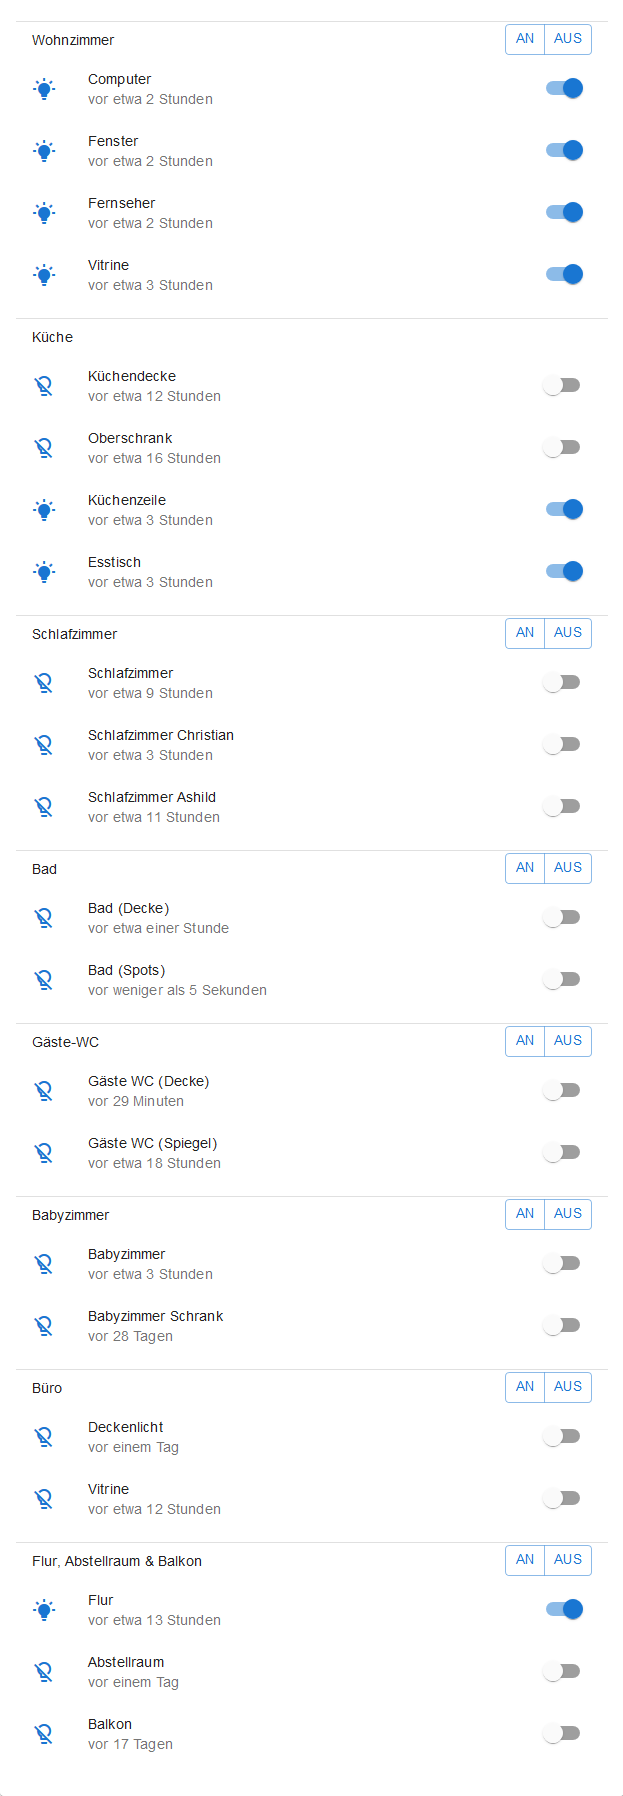 Wohnzimmer AN AUS
Computer
vor etwa 2 Stunden
Fenster
vor etwa 2 Stunden
Fernseher
vor etwa 2 Stunden
Vitrine
vor etwa 3 Stunden
Küche
Küchendecke
vor etwa 12 Stunden
Oberschrank
vor etwa 16 Stunden
Küchenzeile
vor etwa 3 Stunden
Esstisch
vor etwa 3 Stunden
Schlafzimmer AN AUS
Schlafzimmer
vor etwa 9 Stunden
Schlafzimmer Christian
vor etwa 3 Stunden
Schlafzimmer Ashild
vor etwa 11 Stunden
Bad AN AUS
Bad (Decke)
vor etwa einer Stunde
Bad (Spots)
vor weniger als 5 Sekunden
Gäste-WC AN AUS
Gäste WC (Decke)
vor 29 Minuten
Gäste WC (Spiegel)
vor etwa 18 Stunden
Babyzimmer AN AUS
Babyzimmer
vor etwa 3 Stunden
Babyzimmer Schrank
vor 28 Tagen
Büro AN AUS
Deckenlicht
vor einem Tag
Vitrine
vor etwa 12 Stunden
Flur, Abstellraum & Balkon AN AUS
Flur
vor etwa 13 Stunden
Abstellraum
vor einem Tag
Balkon
vor 17 Tagen